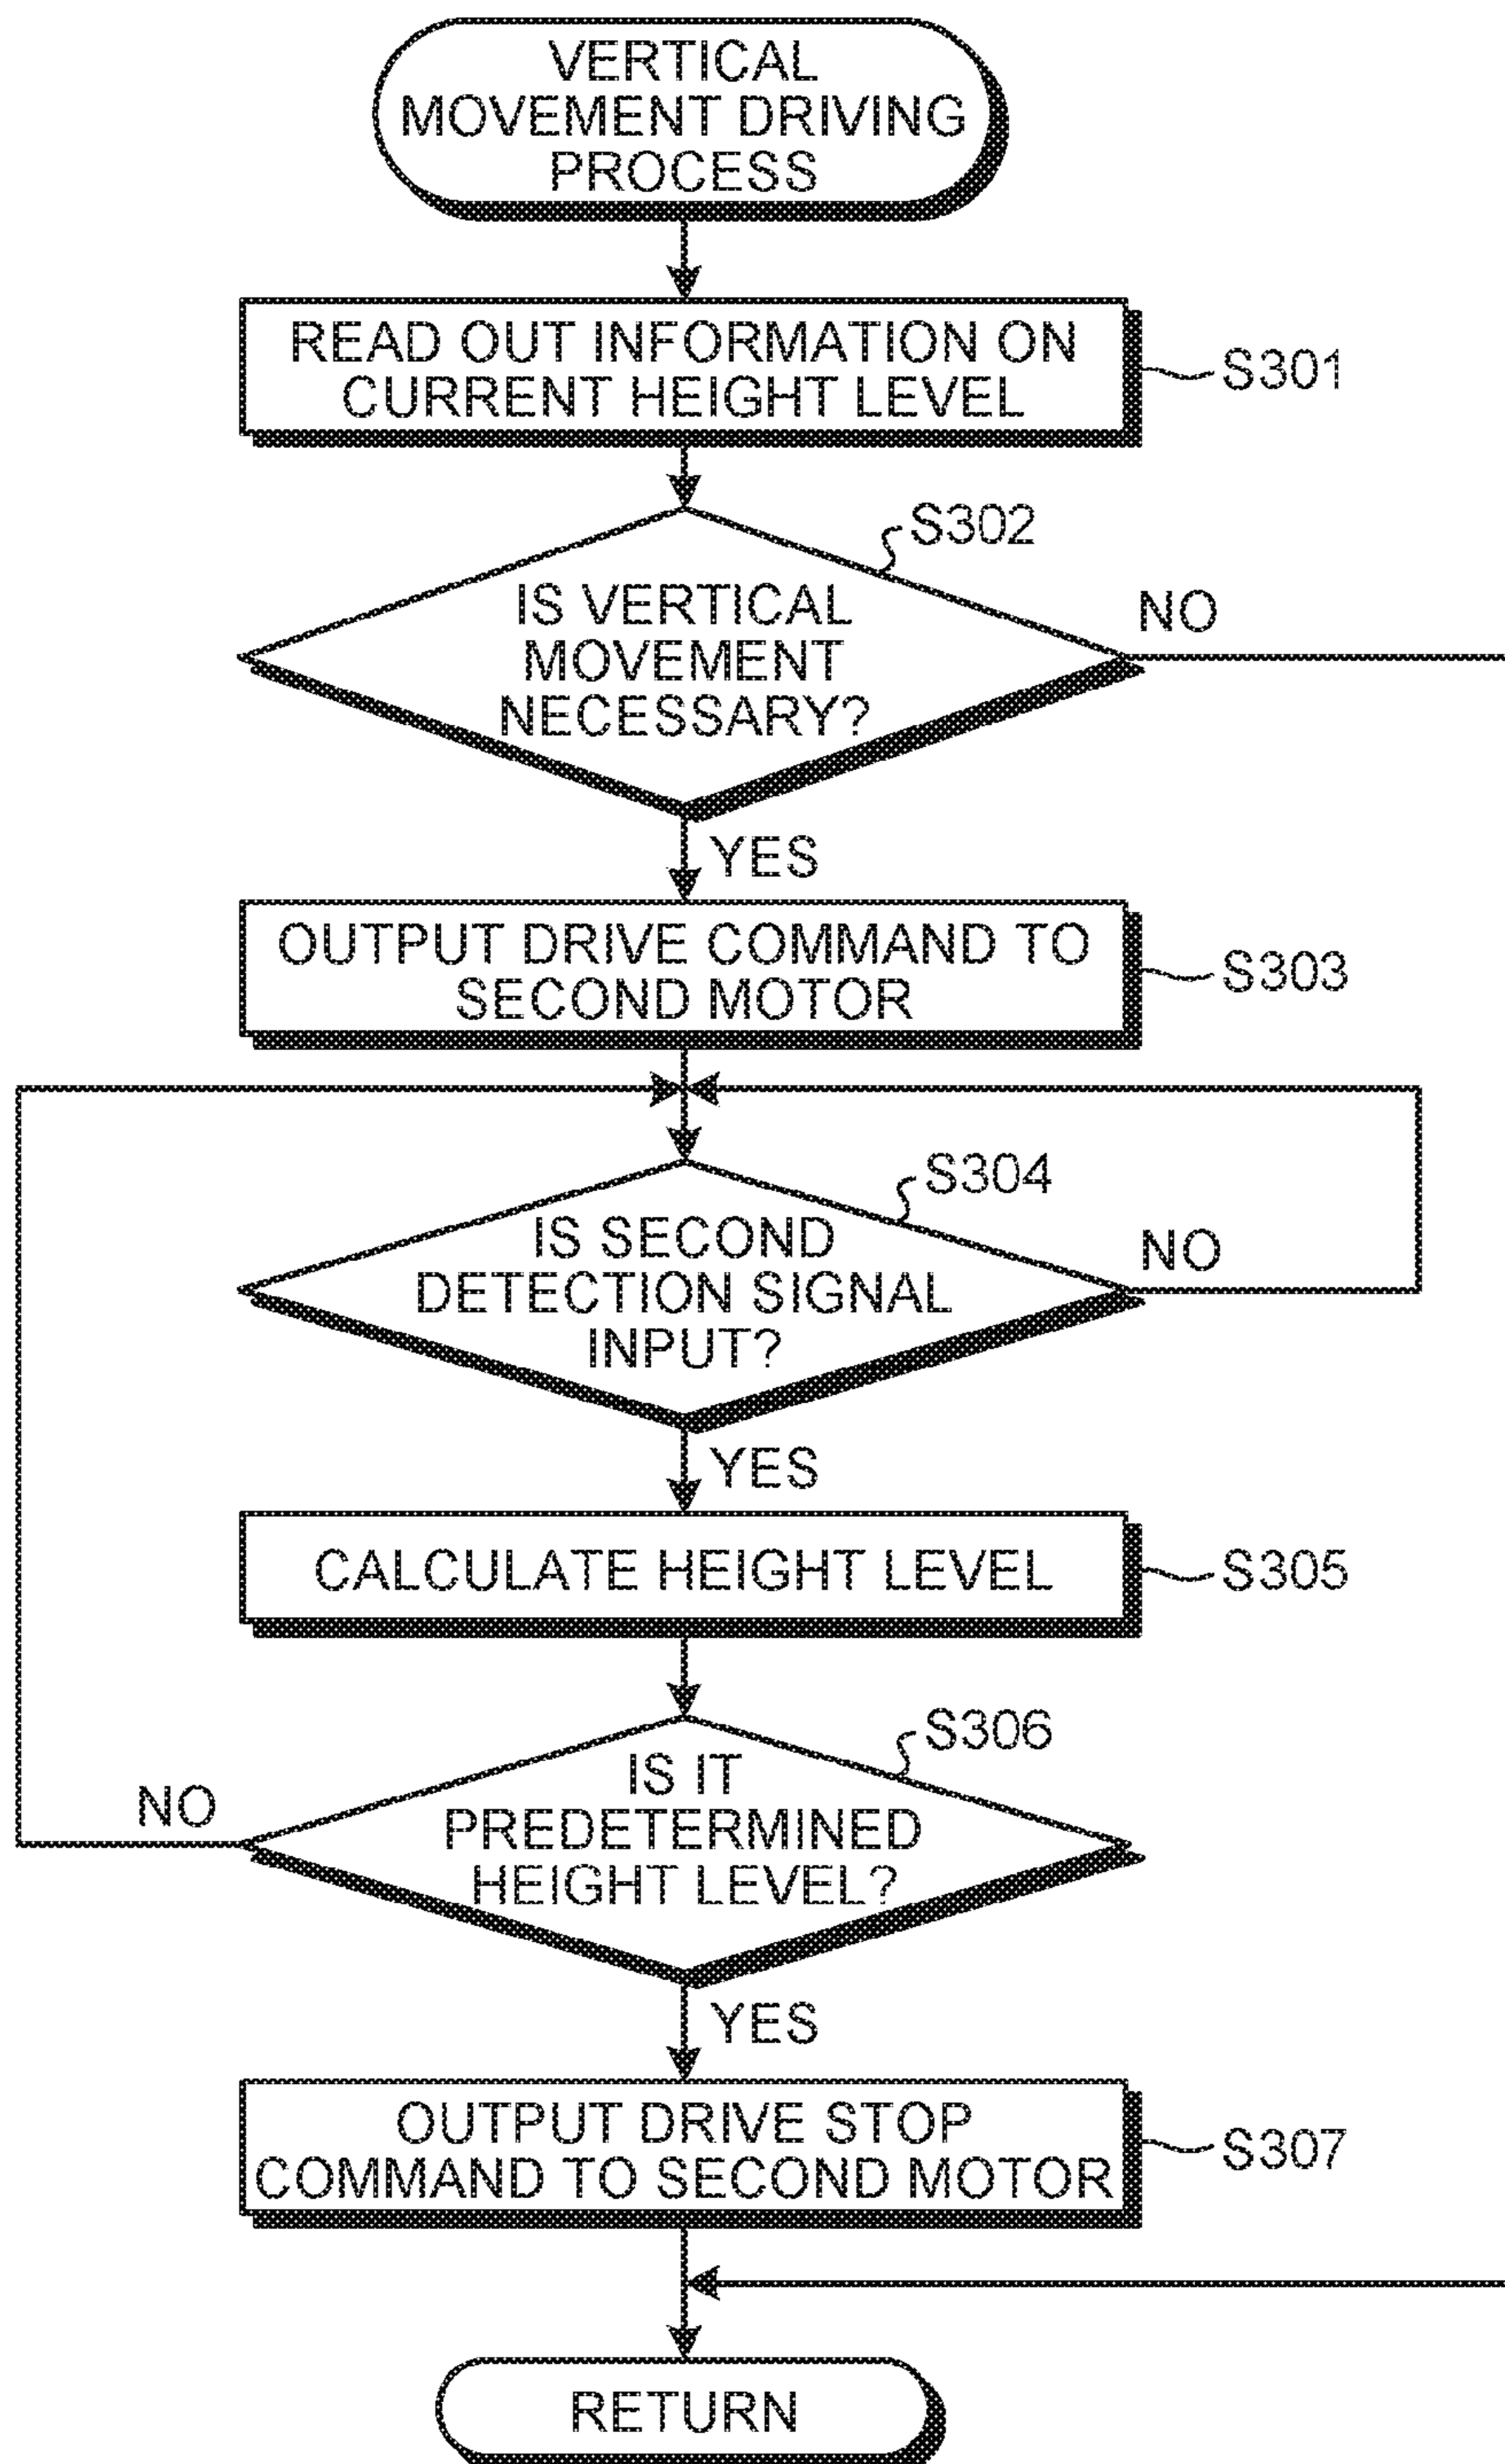 VERTICAL
MOVEMENT DRIVING
PROCESS
READ OUT INFORMATION ON
CURRENT HEIGHT LEVEL
S301
S302
IS VERTICAL
MOVEMENT
NECESSARY?
NO
YES
OUTPUT DRIVE COMMAND TO
SECOND MOTOR
S303
S304
IS SECOND
DETECTION SIGNAL
INPUT?
NO
YES
CALCULATE HEIGHT LEVEL
S305
S306
IS IT
PREDETERMINED
HEIGHT LEVEL?
NO
YES
OUTPUT DRIVE STOP
COMMAND TO SECOND MOTOR
S307
RETURN